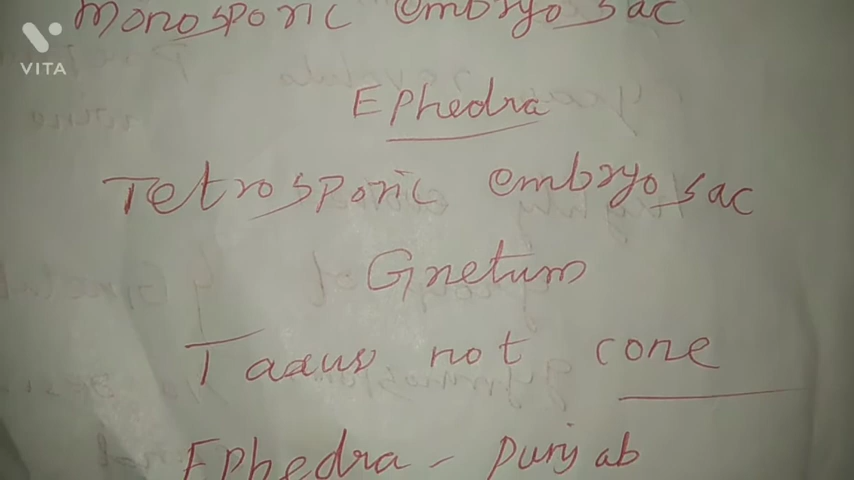 Monosporic embryo sac
VITA
Ephedra
Tetrosporic embryo sac
Gnetum
Taxus not cone
Ephedra - Punjab